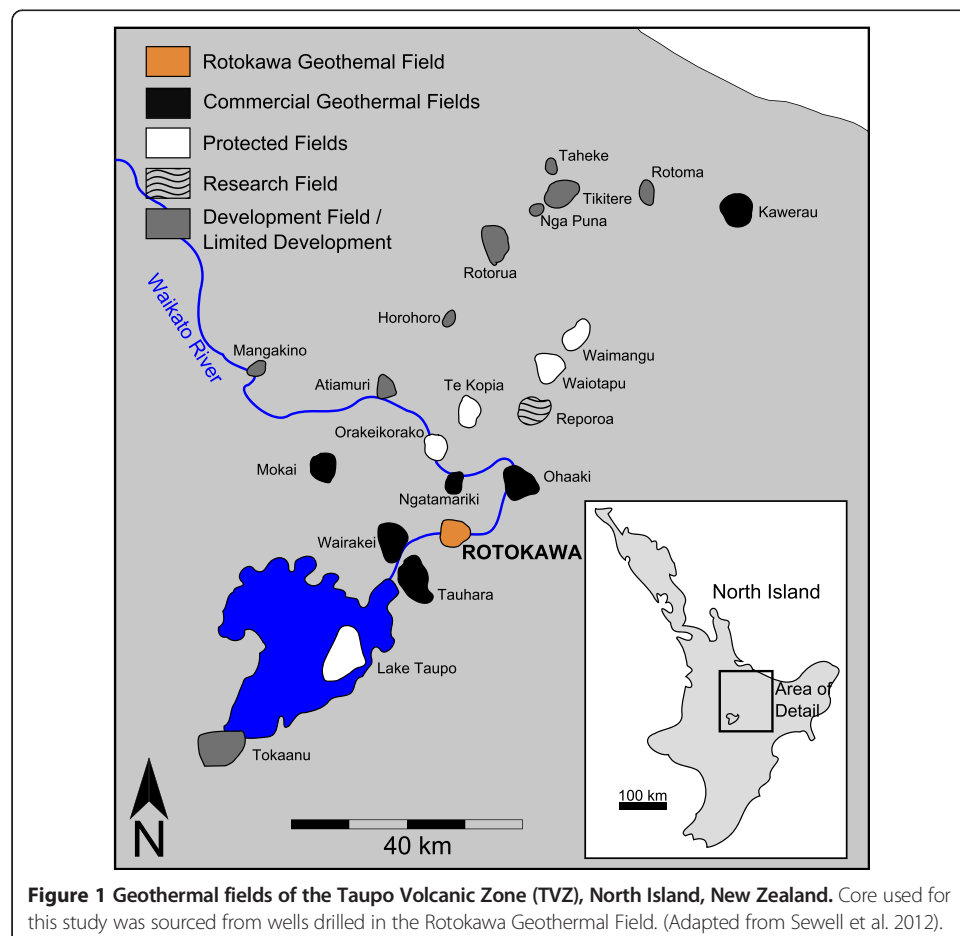 Rotokawa Geothemal Field
Commercial Geothermal Fields
Protected Fields
Research Field
Development Field /
Limited Development
Taheke
Rotoma
Tikitere
Kawerau
Nga Puna
Rotorua
Waikato River
Horohoro
Waimangu
Mangakino
Waiotapu
Atiamuri
Te Kopia
Reporoa
Orakeikorako
Mokai
Ohaaki
Ngatamariki
Wairakei
ROTOKAWA
Tauhara
Lake Taupo
Tokaanu
N
40 km
North Island
Area of
Detail
100 km
Figure 1 Geothermal fields of the Taupo Volcanic Zone (TVZ), North Island, New Zealand. Core used for
this study was sourced from wells drilled in the Rotokawa Geothermal Field. (Adapted from Sewell et al. 2012).